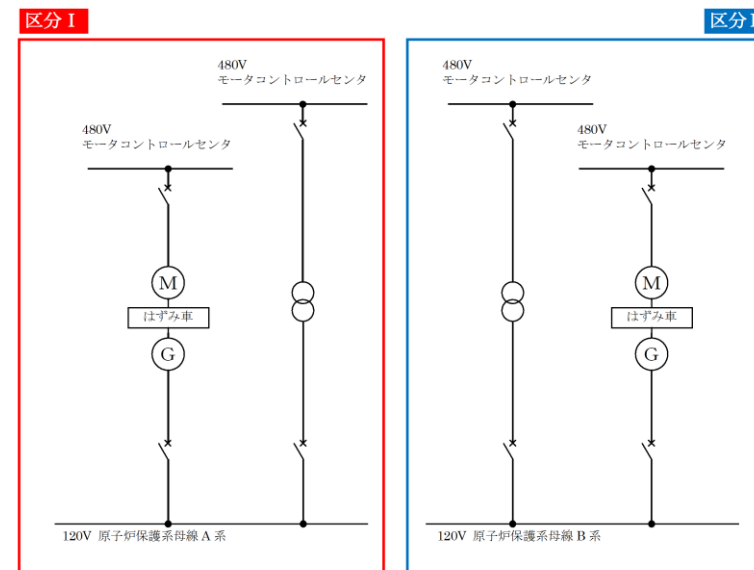 区分Ⅰ
480V
モータコントロールセンタ
480V
モータコントロールセンタ
M
はずみ車
G
120V 原子炉保護系母線 A 系
区分
480V
モータコントロールセンタ
480V
モータコントロールセンタ
M
はずみ車
G
120V 原子炉保護系母線 B 系